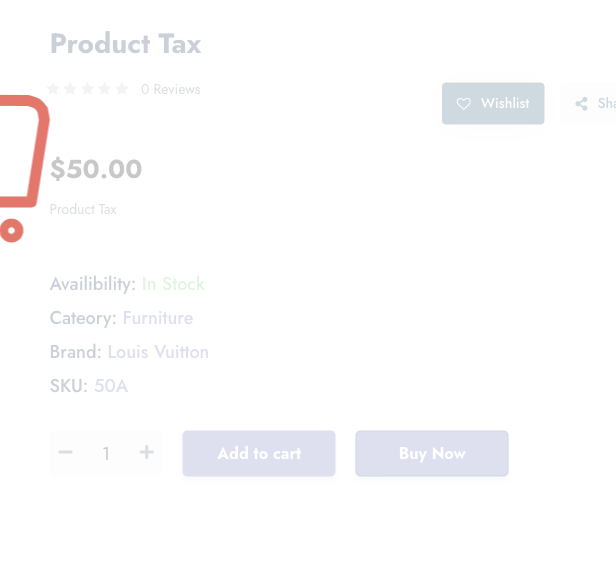 Product Tax
0 Reviews
Wishlist
Sha
$50.00
Product Tax
Availibility: In Stock
Cateory: Furniture
Brand: Louis Vuitton
SKU: 50A
1
Add to cart
Buy Now